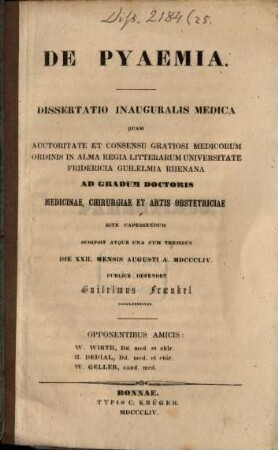 Diss. 2184 (25.
DE PYAEMIA.
DISSERTATIO INAUGURALIS MEDICA
QUAM
AUCTORITATE ET CONSENSU GRATIOSI MEDICORUM
ORDINIS IN ALMA REGIA LITTERARUM UNIVERSITATE
FRIDERICIA GUILELMIA RHENANA
AD GRADUM DOCTORIS
MEDICINAE, CHIRURGIAE ET ARTIS OBSTETRICIAE
RITE CAPESSENDUM
SCRIPSIT ATQUE UNA CUM THESIBUS
DIE XXII. MENSIS AUGUSTI A. MDCCCLIV.
PUBLICE DEFENDET
Guilelmus Fraenkel
OPPONENTIBUS AMICIS:
W. WIRTH, Dd. med. et chir.
H. DEDIAL, Dd. med. et chir.
W. GELLER, cand. med.
BONNAE.
TYPIS C. KRÜGER.
MDCCCLIV.